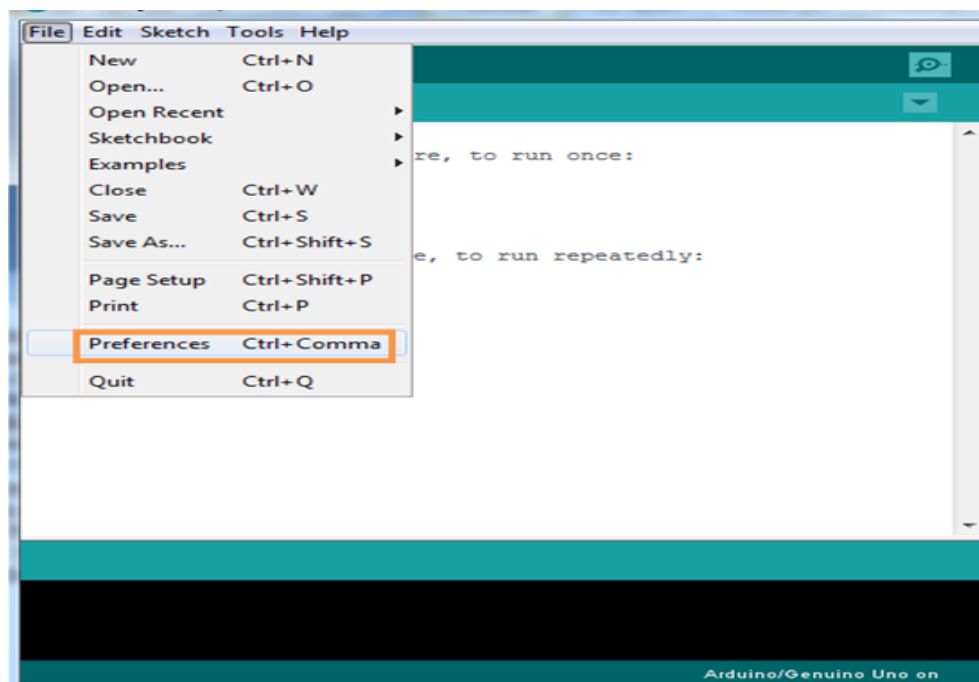 File Edit Sketch Tools Help
New Ctrl+N
Open... Ctrl+O
Open Recent
Sketchbook
Examples
re, to run once:
Close Ctrl+W
Save Ctrl+S
Save As... Ctrl+Shift+S
e, to run repeatedly:
Page Setup Ctrl+Shift+P
Print Ctrl+P
Preferences Ctrl+Comma
Quit Ctrl+Q
Arduino/Genuino Uno on